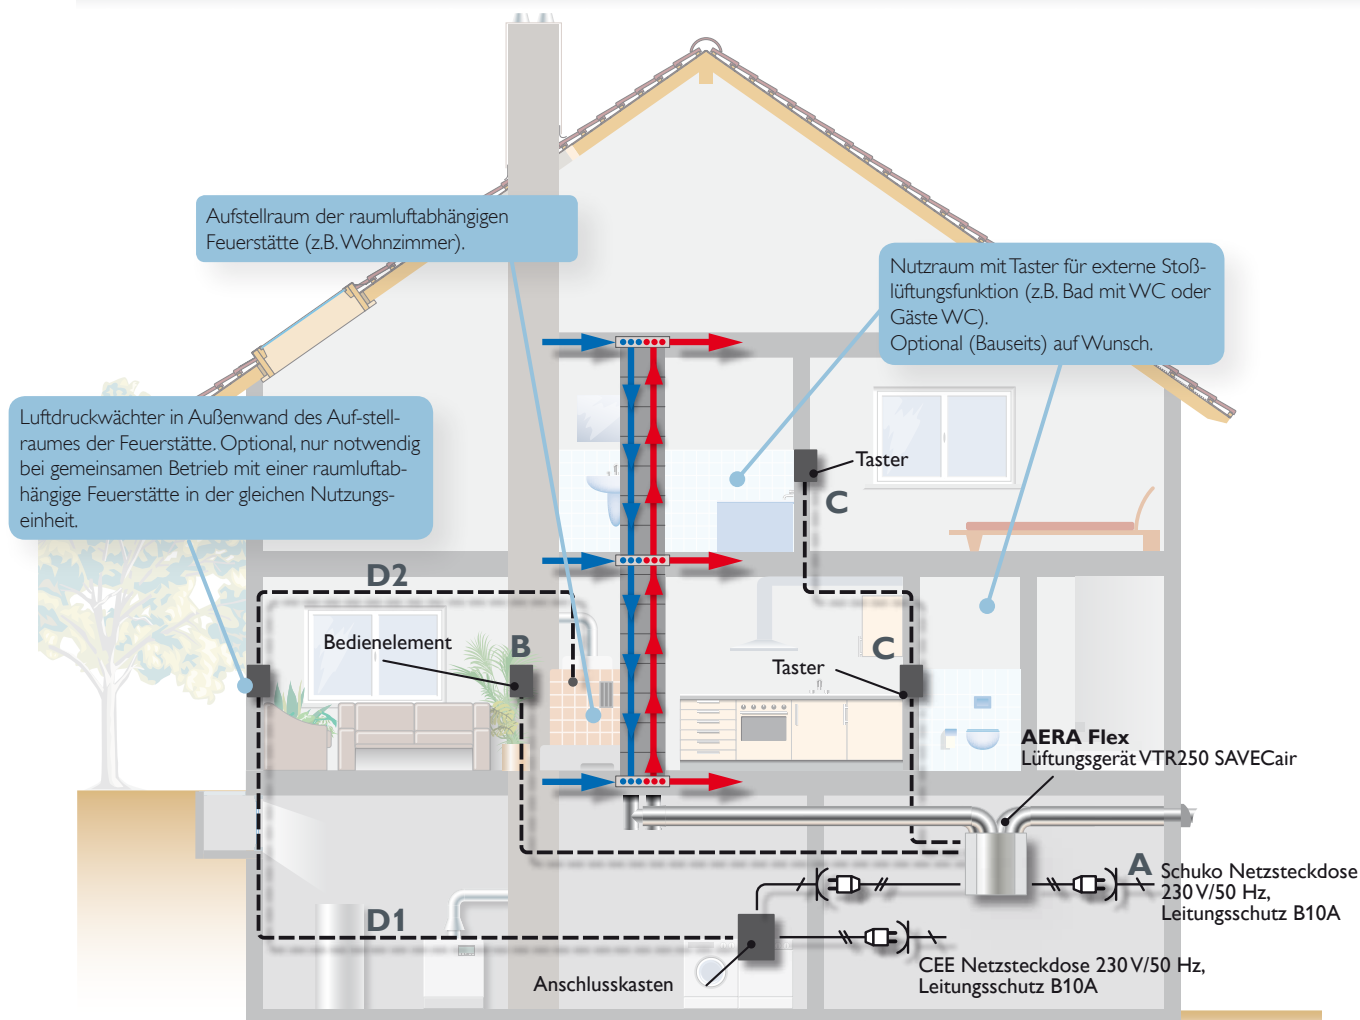 Aufstellraum der raumluftabhängigen
Feuerstätte (z.B. Wohnzimmer).
Nutzraum mit Taster für externe Stoß-
lüftungsfunktion (z.B. Bad mit WC oder
Gäste WC).
Optional (Bauseits) auf Wunsch.
Luftdruckwächter in Außenwand des Auf-stell-
raumes der Feuerstätte. Optional, nur notwendig
bei gemeinsamen Betrieb mit einer raumluftab-
hängige Feuerstätte in der gleichen Nutzungs-
einheit.
Taster
C
D2
Bedienelement
B
C
Taster
AERA Flex
Lüftungsgerät VTR250 SAVECair
A
Schuko Netzsteckdose
230 V/50 Hz,
Leitungsschutz B10A
D1
CEE Netzsteckdose 230 V/50 Hz,
Leitungsschutz B10A
Anschlusskasten